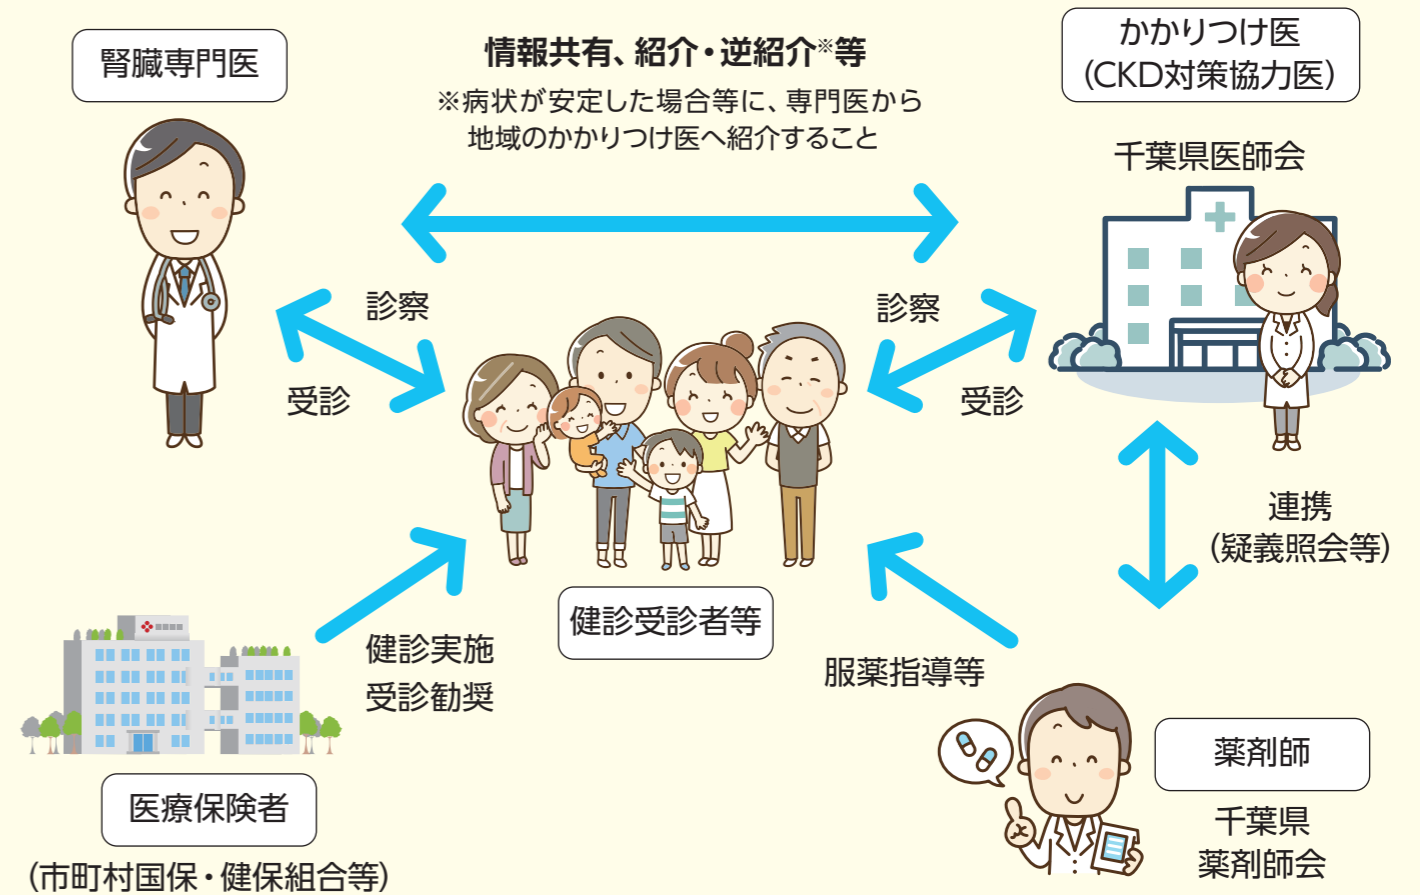 腎臓専門医
情報共有、紹介・逆紹介※等
※病状が安定した場合等に、専門医から
地域のかかりつけ医へ紹介すること
かかりつけ医
(CKD対策協力医)
千葉県医師会
診察
受診
診察
受診
連携
(疑義照会等)
健診受診者等
健診実施
受診勧奨
服薬指導等
医療保険者
(市町村国保・健保組合等)
薬剤師
千葉県
薬剤師会